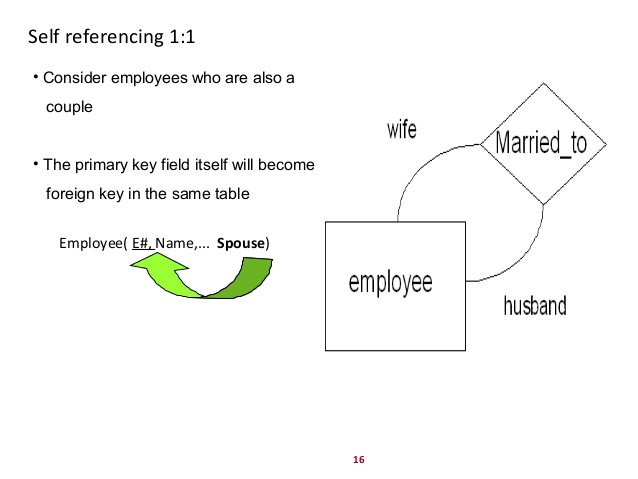 Self referencing 1:1
• Consider employees who are also a
couple
• The primary key field itself will become
foreign key in the same table
Employee( E#, Name,... Spouse)
wife
Married_to
employee
husband
16